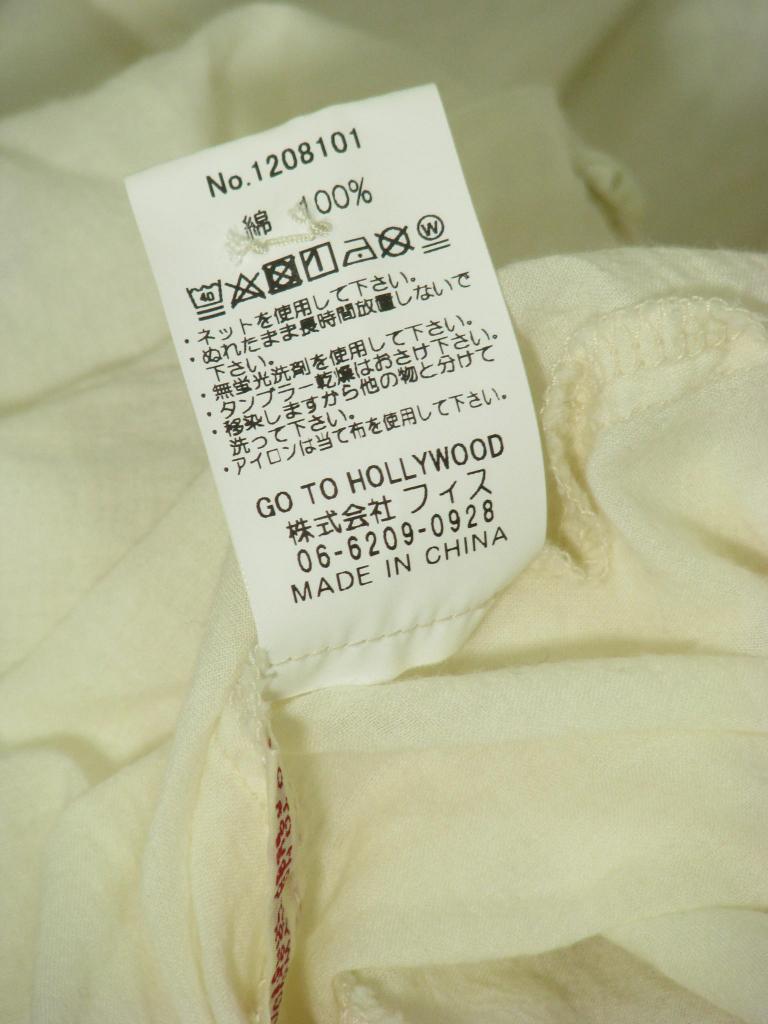 No.1208101
綿 100%
40
W
・ネットを使用して下さい。
・ぬれたまま長時間放置しないで
下さい。
・無蛍光洗剤を使用して下さい。
・タンブラー乾燥はおさけ下さい。
・移染しますから他の物と分けて
洗って下さい。
・アイロンは当て布を使用して下さい。
GO TO HOLLYWOOD
株式会社 フィス
06-6209-0928
MADE IN CHINA